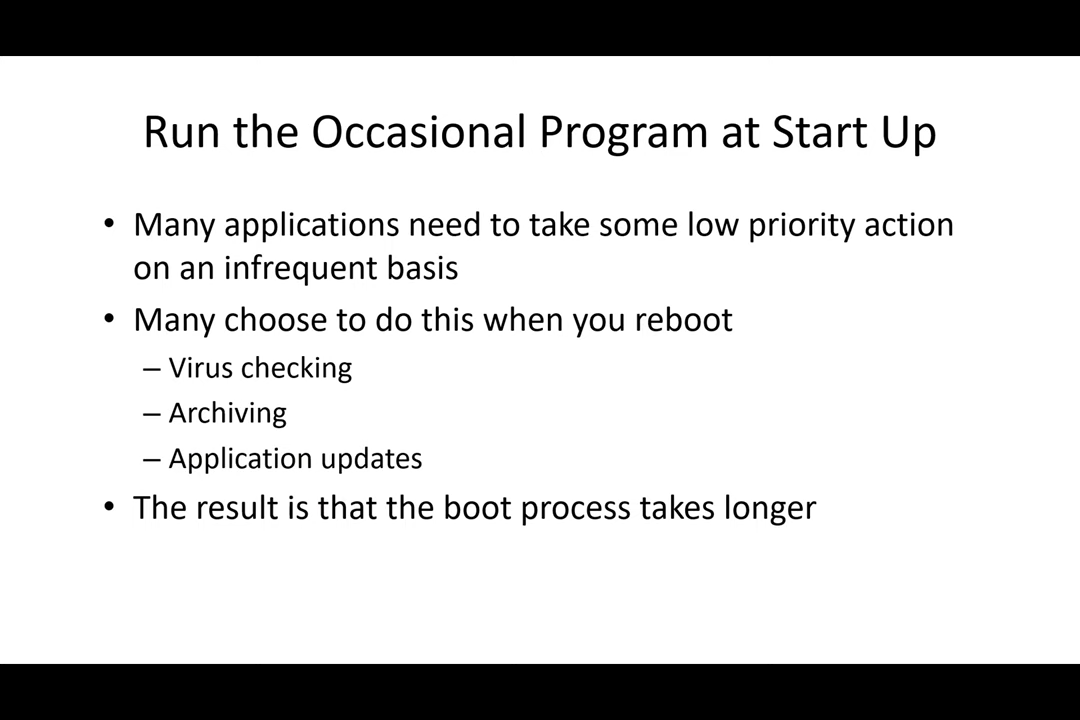 Run the Occasional Program at Start Up
• Many applications need to take some low priority action
on an infrequent basis
• Many choose to do this when you reboot
– Virus checking
– Archiving
– Application updates
• The result is that the boot process takes longer